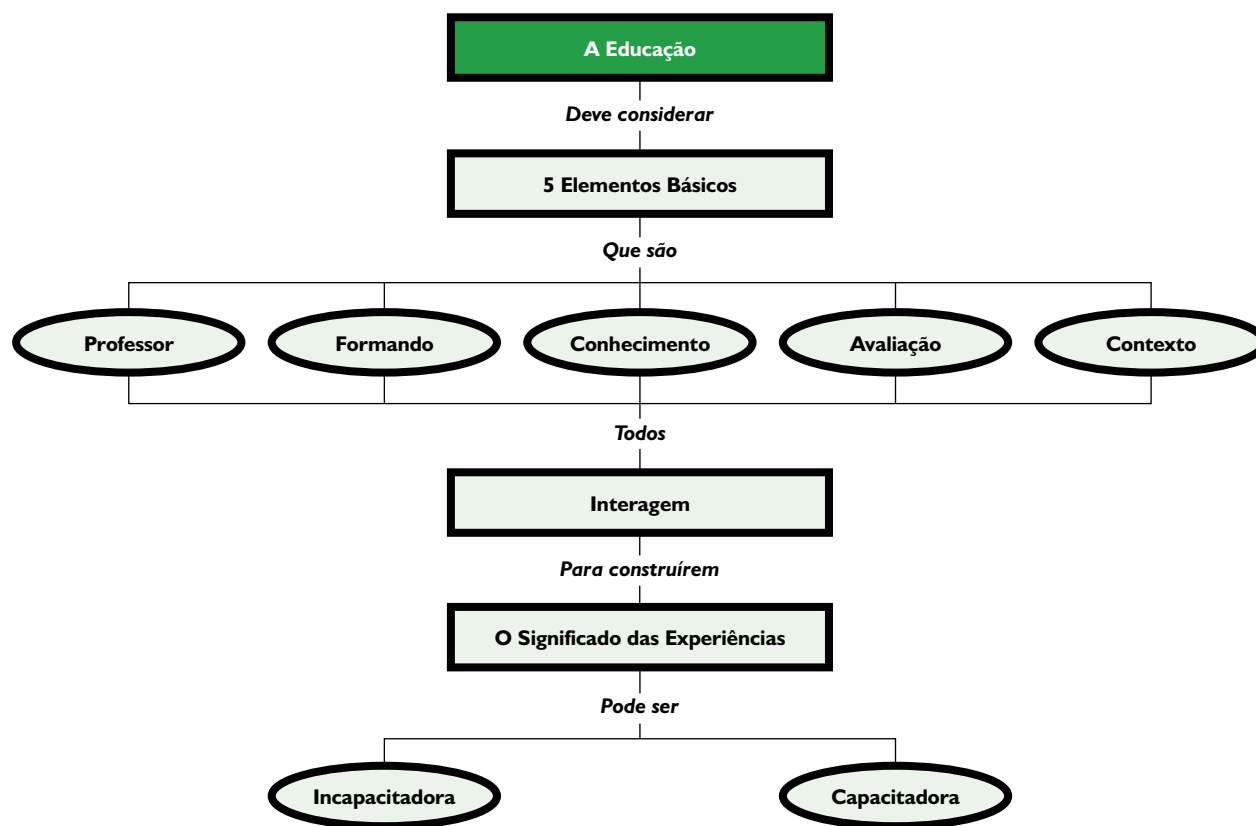 A Educação
Deve considerar
5 Elementos Básicos
Que são
Professor
Formando
Conhecimento
Avaliação
Contexto
Todos
Interagem
Para construírem
O Significado das Experiências
Pode ser
Incapacitadora
Capacitadora